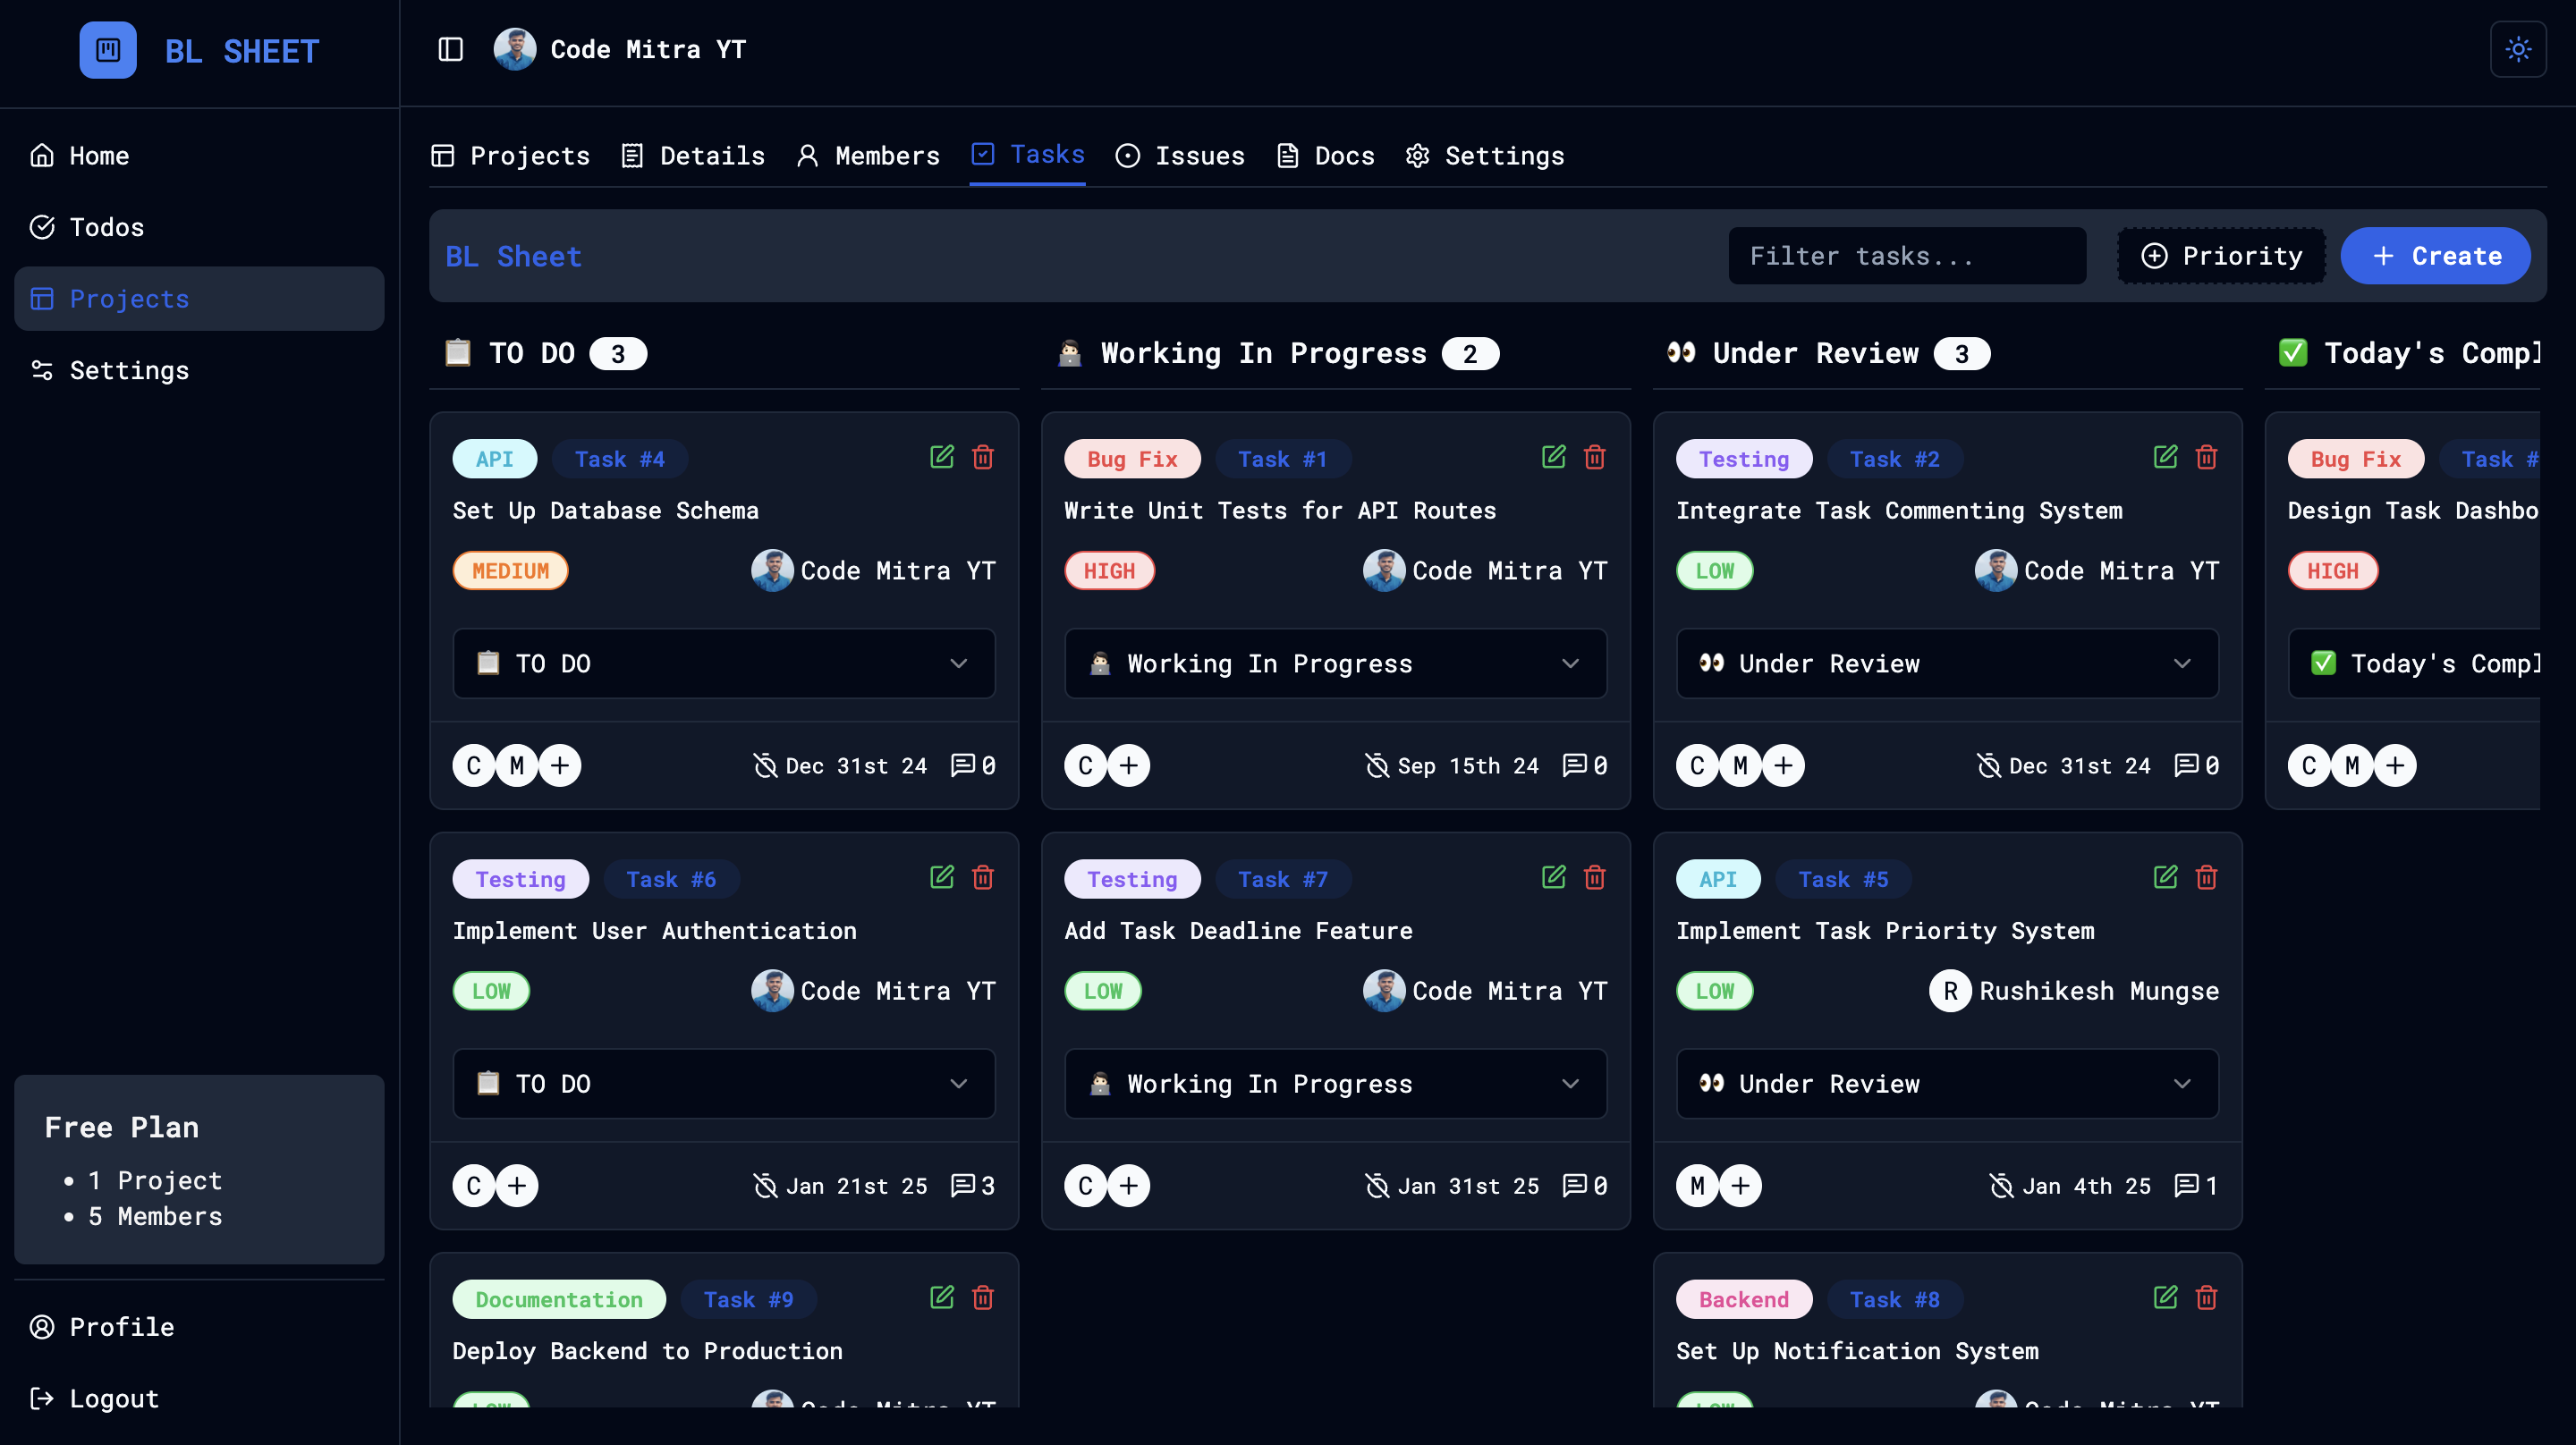 BL SHEET
Code Mitra YT
Home
Todos
Projects
Settings
Free Plan
• 1 Project
• 5 Members
Profile
Logout
Projects Details Members Tasks Issues Docs Settings
BL Sheet Filter tasks... Priority + Create
📋 TO DO 3
API Task #4
Set Up Database Schema
MEDIUM Code Mitra YT
📋 TO DO
C M + Dec 31st 24 0
Testing Task #6
Implement User Authentication
LOW Code Mitra YT
📋 TO DO
C + Jan 21st 25 3
Documentation Task #9
Deploy Backend to Production
LOW Code Mitra YT
🧑🏻‍💻 Working In Progress 2
Bug Fix Task #1
Write Unit Tests for API Routes
HIGH Code Mitra YT
🧑🏻‍💻 Working In Progress
C + Sep 15th 24 0
Testing Task #7
Add Task Deadline Feature
LOW Code Mitra YT
🧑🏻‍💻 Working In Progress
C + Jan 31st 25 0
👀 Under Review 3
Testing Task #2
Integrate Task Commenting System
LOW Code Mitra YT
👀 Under Review
C M + Dec 31st 24 0
API Task #5
Implement Task Priority System
LOW R Rushikesh Mungse
👀 Under Review
M + Jan 4th 25 1
Backend Task #8
Set Up Notification System
LOW Code Mitra YT
✅ Today's Compl
Bug Fix Task #
Design Task Dashbo
HIGH
✅ Today's Compl
C M +